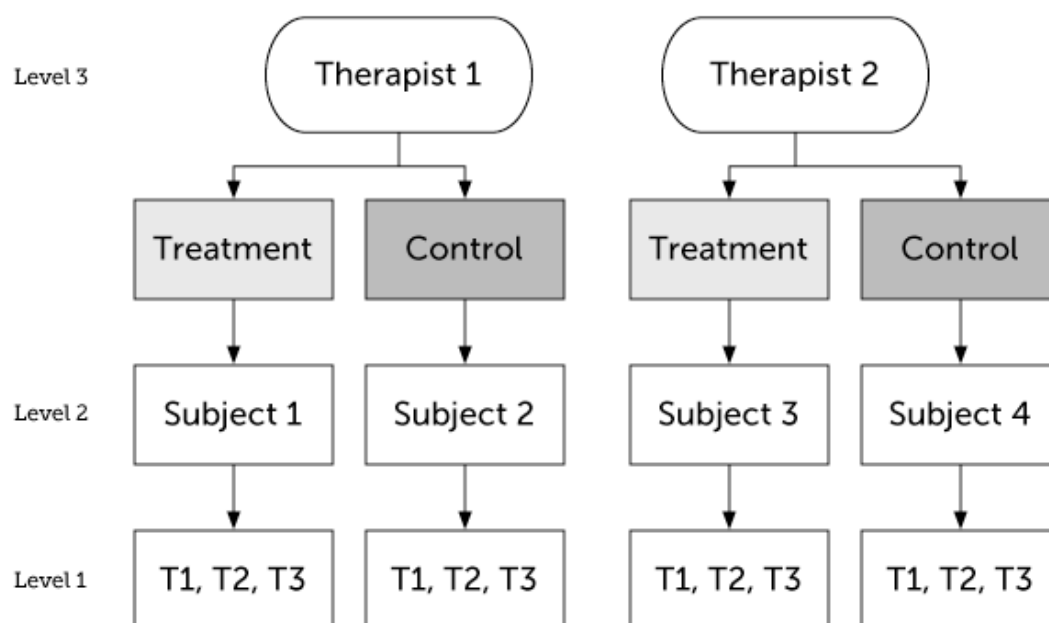 Level 3
Therapist 1
Therapist 2
Treatment
Control
Treatment
Control
Level 2
Subject 1
Subject 2
Subject 3
Subject 4
Level 1
T1, T2, T3
T1, T2, T3
T1, T2, T3
T1, T2, T3